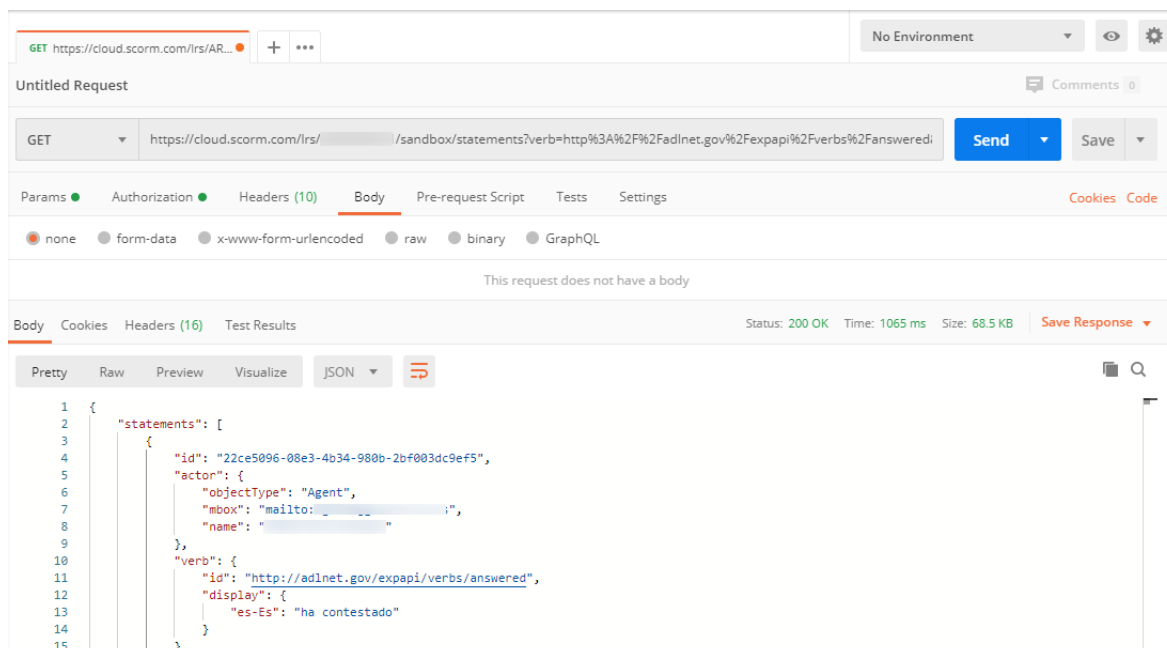 GET https://cloud.scorm.com/lrs/AR...
No Environment
Untitled Request
Comments 0
GET https://cloud.scorm.com/lrs/ /sandbox/statements?verb=http%3A%2F%2Fadlnet.gov%2Fexpapi%2Fverbs%2Fanswered& Send Save
Params Authorization Headers (10) Body Pre-request Script Tests Settings Cookies Code
none form-data x-www-form-urlencoded raw binary GraphQL
This request does not have a body
Body Cookies Headers (16) Test Results Status: 200 OK Time: 1065 ms Size: 68.5 KB Save Response
Pretty Raw Preview Visualize JSON
1 {
2 "statements": [
3 {
4 "id": "22ce5096-08e3-4b34-980b-2bf003dc9ef5",
5 "actor": {
6 "objectType": "Agent",
7 "mbox": "mailto: ",
8 "name": " "
9 },
10 "verb": {
11 "id": "http://adlnet.gov/expapi/verbs/answered",
12 "display": {
13 "es-Es": "ha contestado"
14 }
15 }